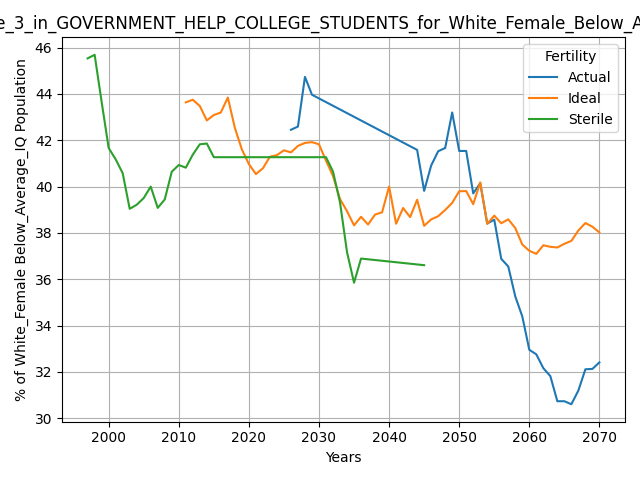 e_3_in_GOVERNMENT_HELP_COLLEGE_STUDENTS_for_White_Female_Below_A
% of White_Female Below_Average_IQ Population
46
44
42
40
38
36
34
32
30
Fertility
Actual
Ideal
Sterile
2000
2010
2020
2030
2040
2050
2060
2070
Years